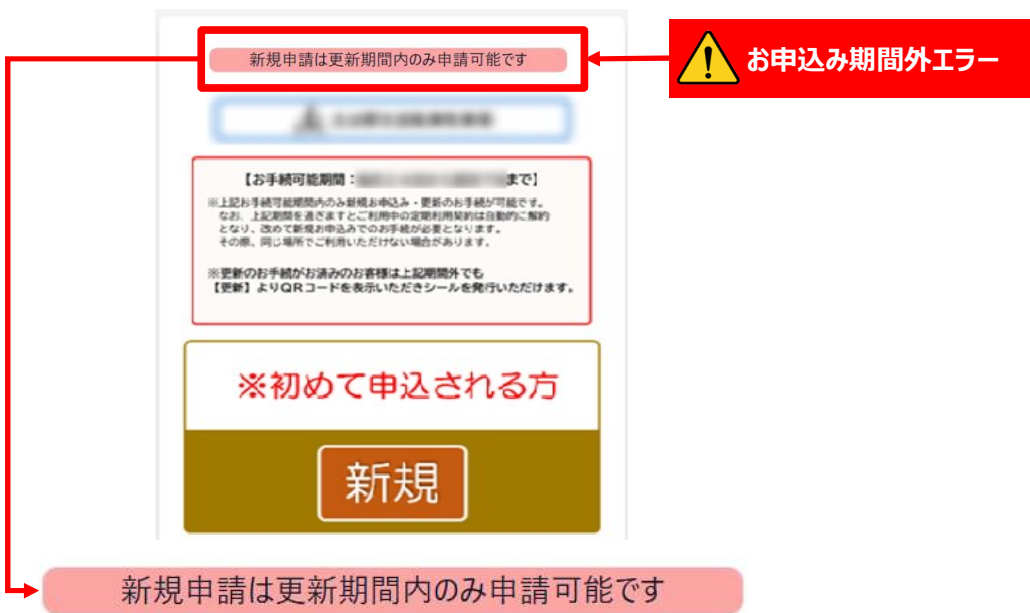 新規申請は更新期間内のみ申請可能です
お申込み期間外エラー
【お手続可能期間：
まで】
※上記お手続可能期間内のみ新規お申込み・更新のお手続が可能です。
なお、上記期間を過ぎますとご利用中の定期利用契約は自動的に解約
となり、改めて新規お申込みでのお手続が必要となります。
その際、同じ場所でご利用いただけない場合があります。
※更新のお手続がお済みのお客様は上記期間外でも
【更新】よりQRコードを表示いただきシールを発行いただけます。
※初めて申込される方
新規
新規申請は更新期間内のみ申請可能です